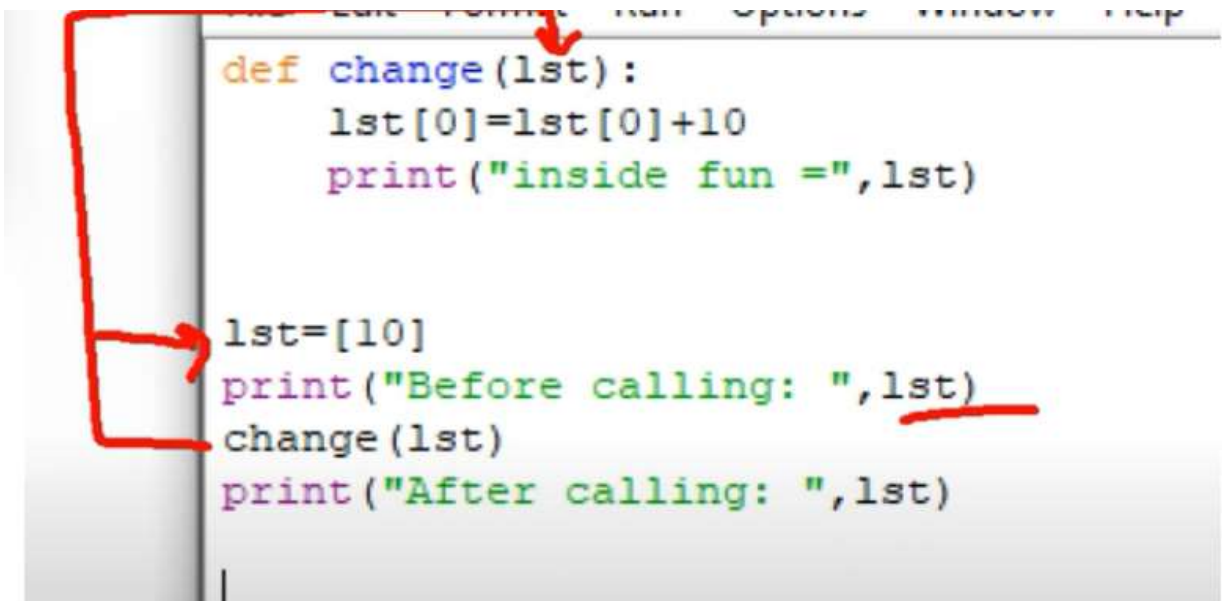 def change(lst):
    lst[0]=lst[0]+10
    print("inside fun =",lst)
lst=[10]
print("Before calling: ",lst)
change(lst)
print("After calling: ",lst)